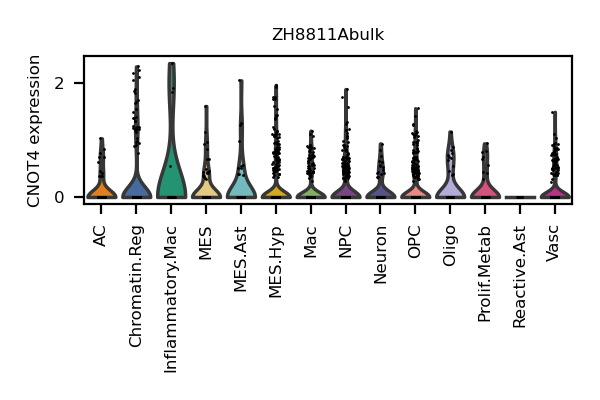 ZH8811Abulk
CNOT4 expression
2
0
AC
Chromatin.Reg
Inflammatory.Mac
MES
MES.Ast
MES.Hyp
Mac
NPC
Neuron
OPC
Oligo
Prolif.Metab
Reactive.Ast
Vasc